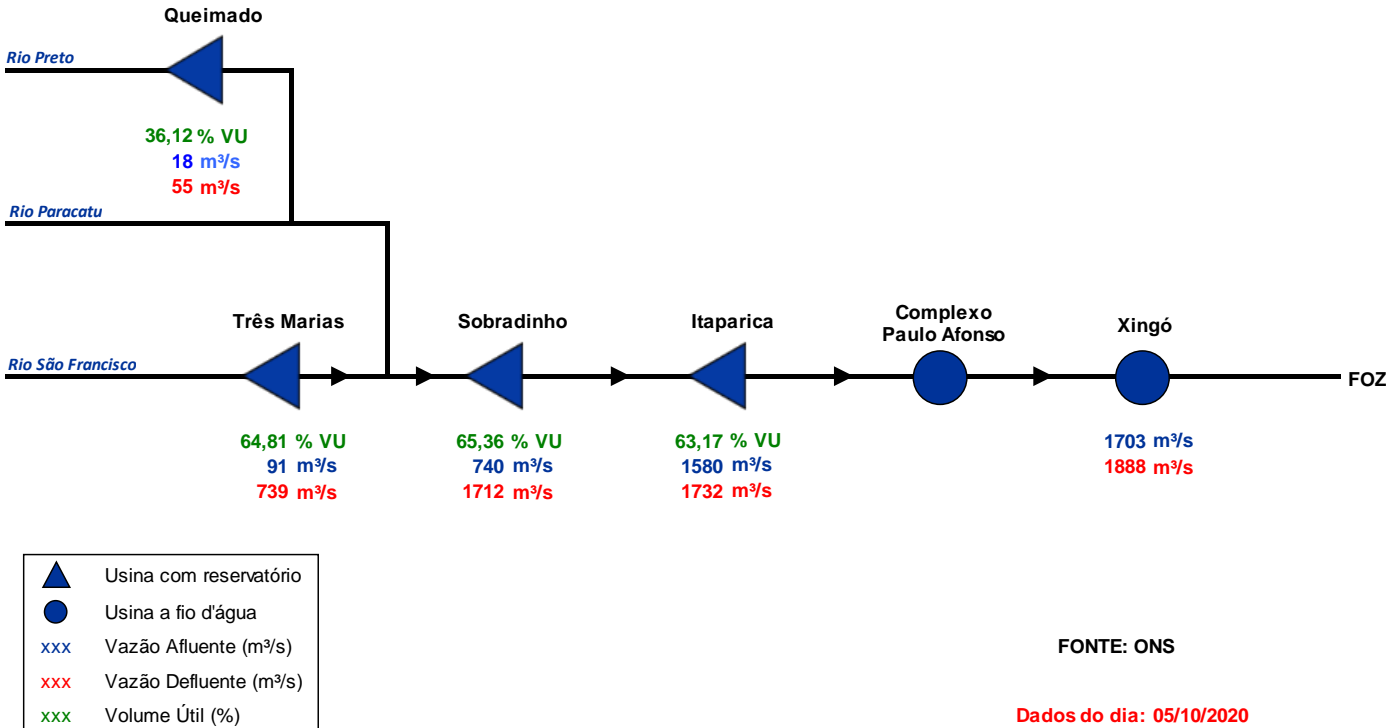 Queimado
Rio Preto
36,12 % VU
18 m³/s
55 m³/s
Rio Paracatu
Três Marias
Sobradinho
Itaparica
Complexo
Paulo Afonso
Xingó
Rio São Francisco
FOZ
64,81 % VU
91 m³/s
739 m³/s
65,36 % VU
740 m³/s
1712 m³/s
63,17 % VU
1580 m³/s
1732 m³/s
1703 m³/s
1888 m³/s
Usina com reservatório
Usina a fio d'água
xxx Vazão Afluente (m³/s)
xxx Vazão Defluente (m³/s)
xxx Volume Útil (%)
FONTE: ONS
Dados do dia: 05/10/2020